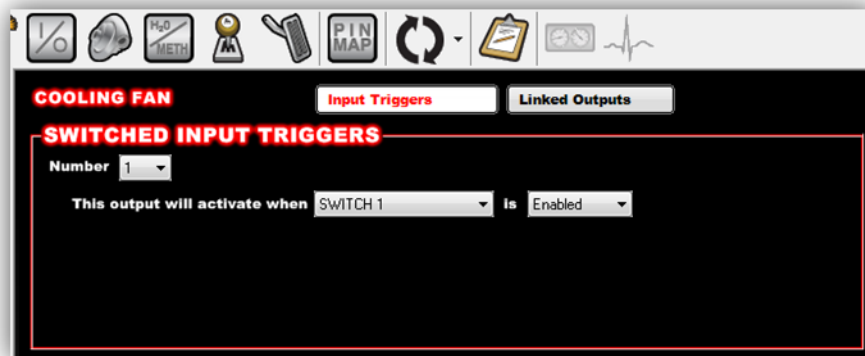 I/O
H₂O
METH
PIN
MAP
COOLING FAN
Input Triggers
Linked Outputs
SWITCHED INPUT TRIGGERS
Number 1
This output will activate when SWITCH 1 is Enabled